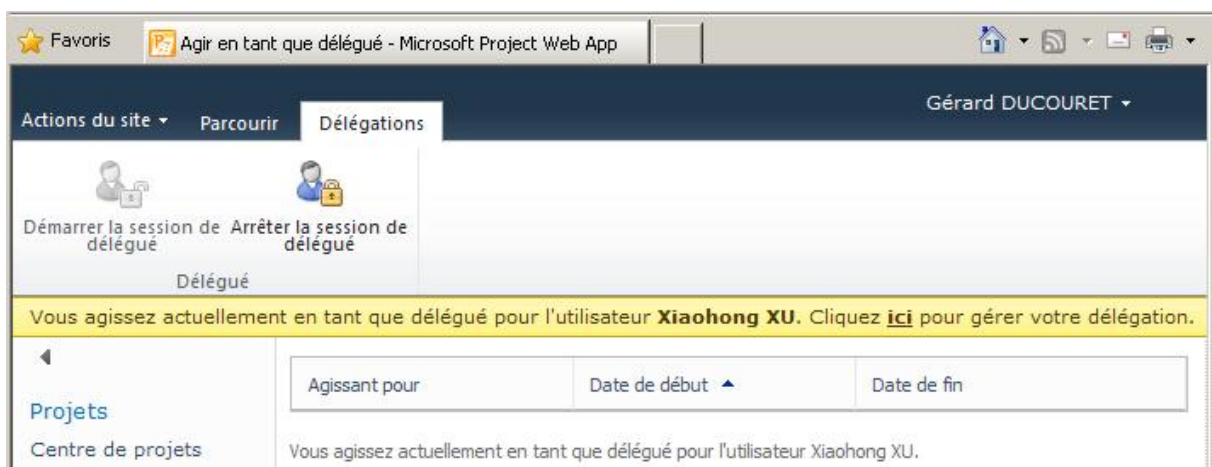 Favoris
Agir en tant que délégué - Microsoft Project Web App
Gérard DUCOURET
Actions du site Parcourir Délégations
Démarrer la session de délégué
Arrêter la session de délégué
Délégué
Vous agissez actuellement en tant que délégué pour l'utilisateur Xiaohong XU. Cliquez ici pour gérer votre délégation.
Agissant pour Date de début Date de fin
Projets
Centre de projets
Vous agissez actuellement en tant que délégué pour l'utilisateur Xiaohong XU.